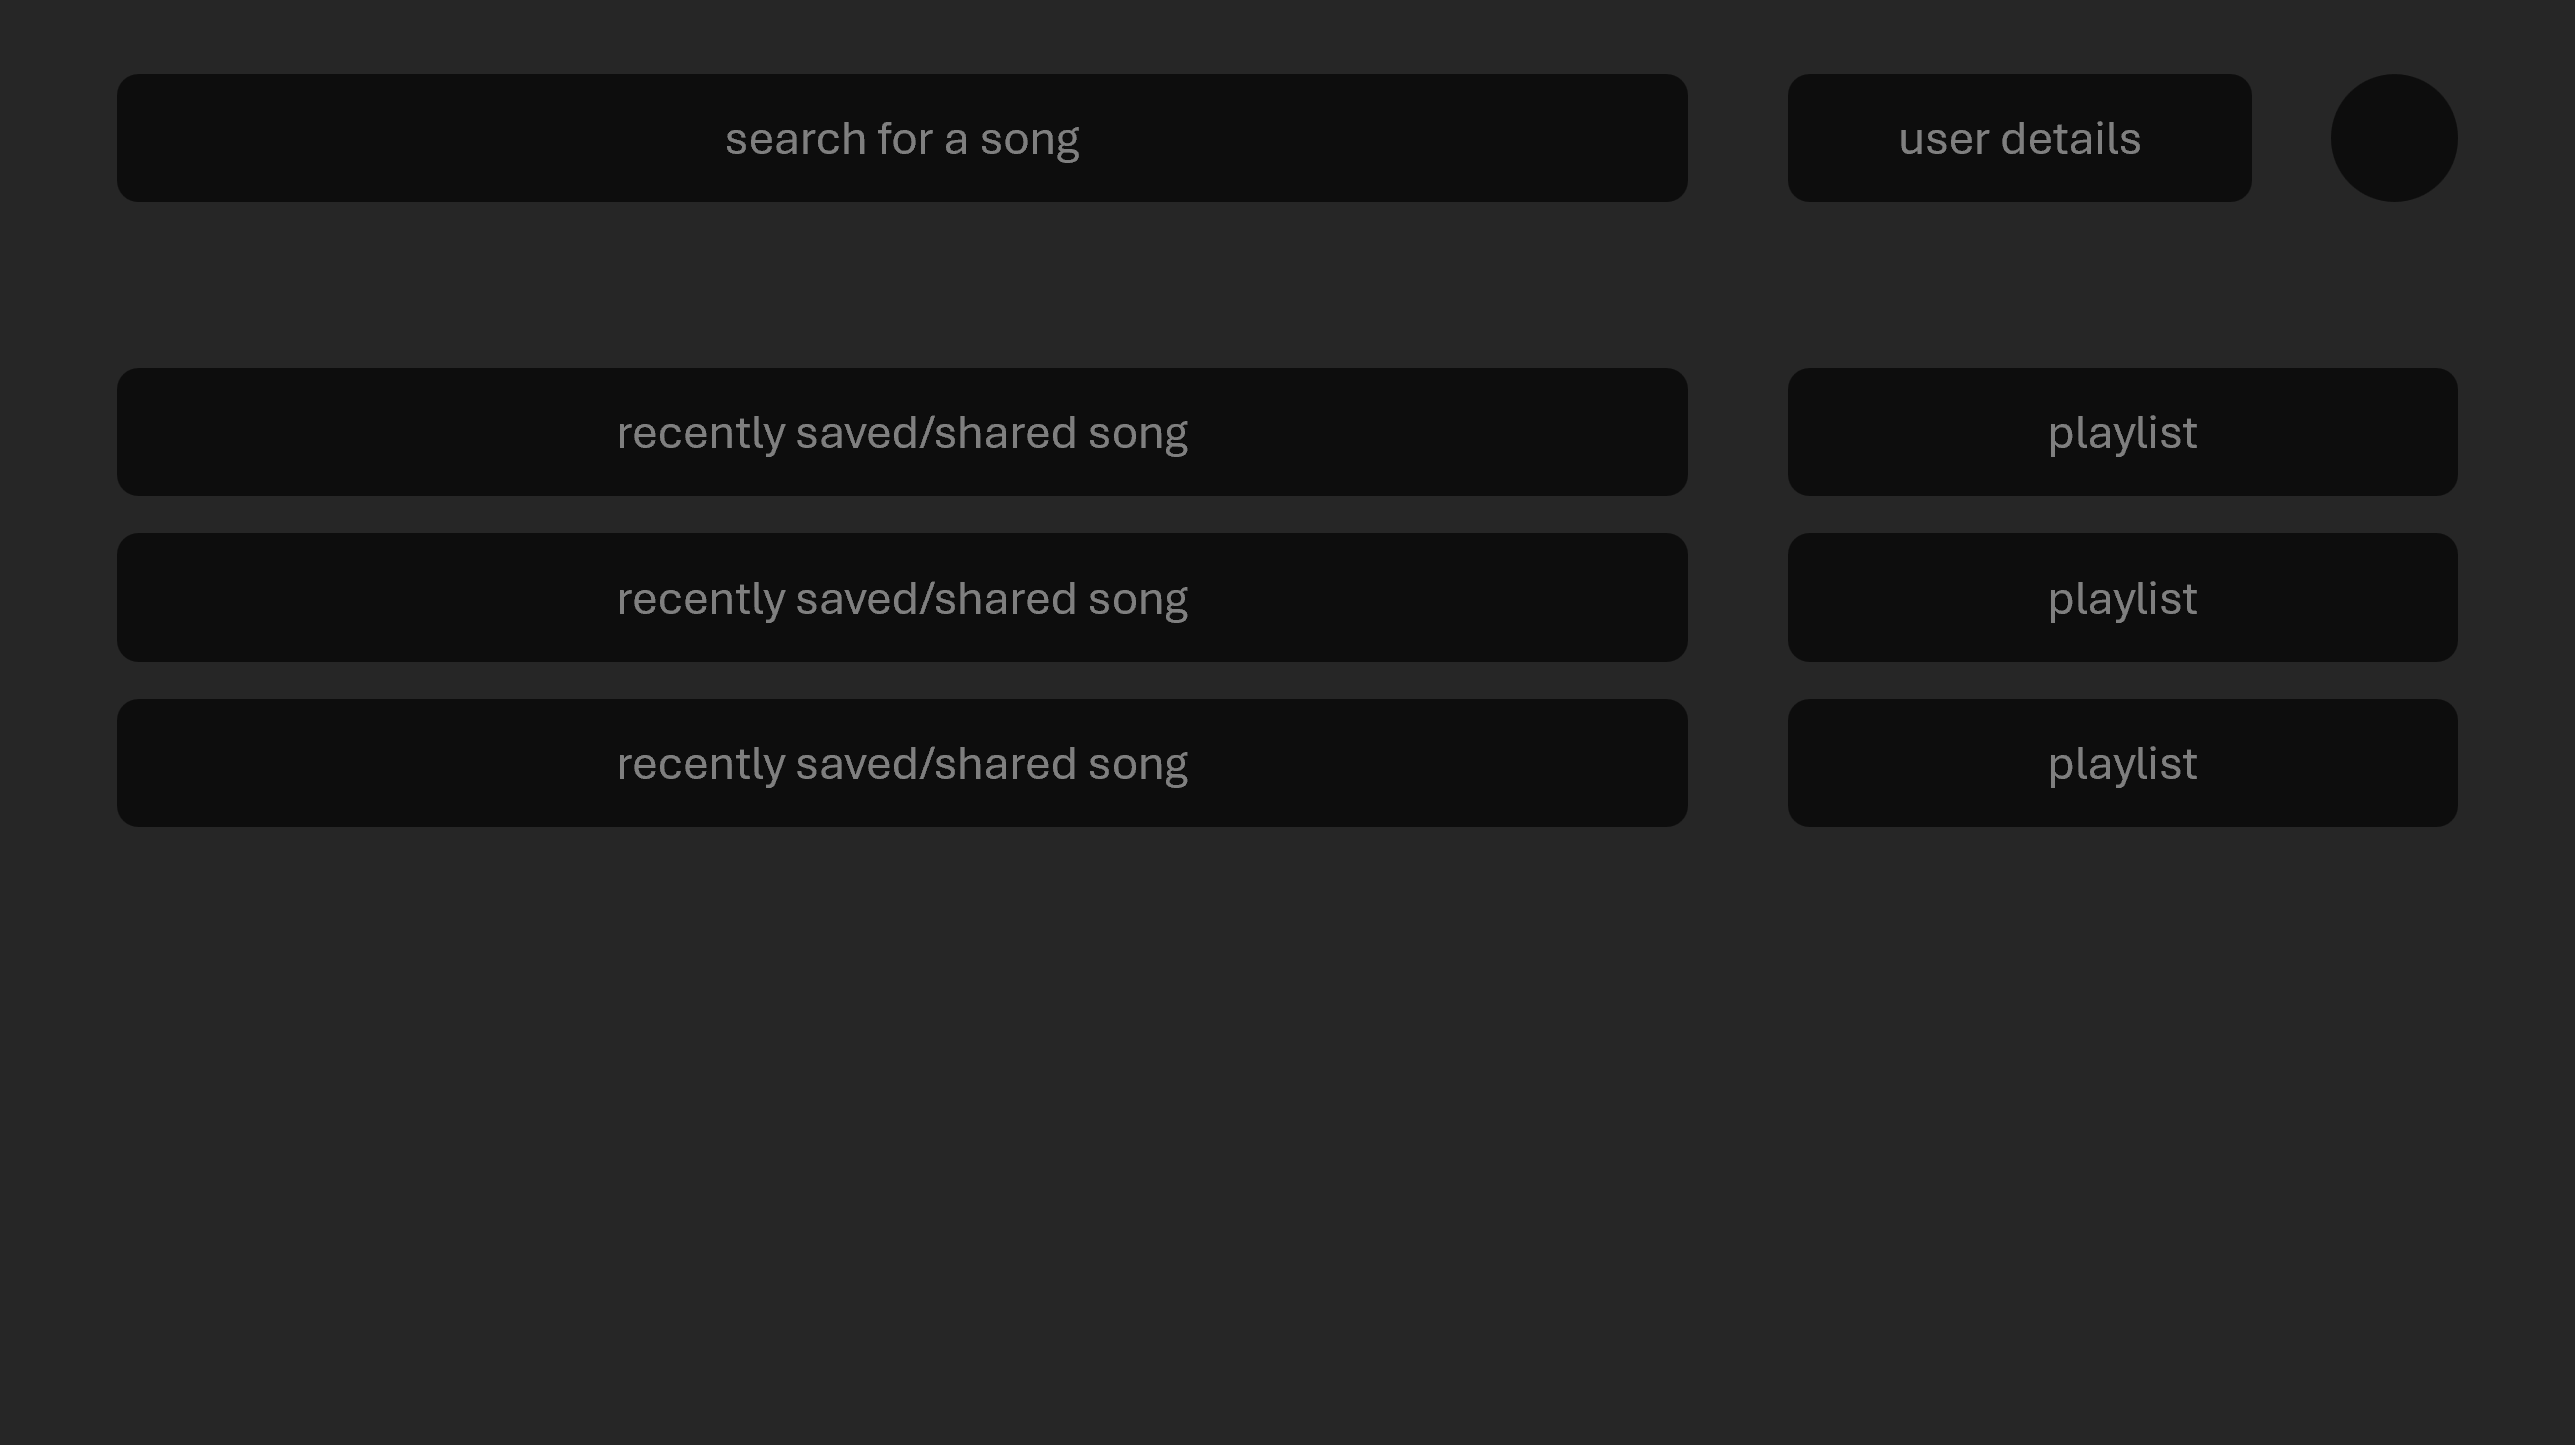 search for a song
user details
recently saved/shared song
playlist
recently saved/shared song
playlist
recently saved/shared song
playlist